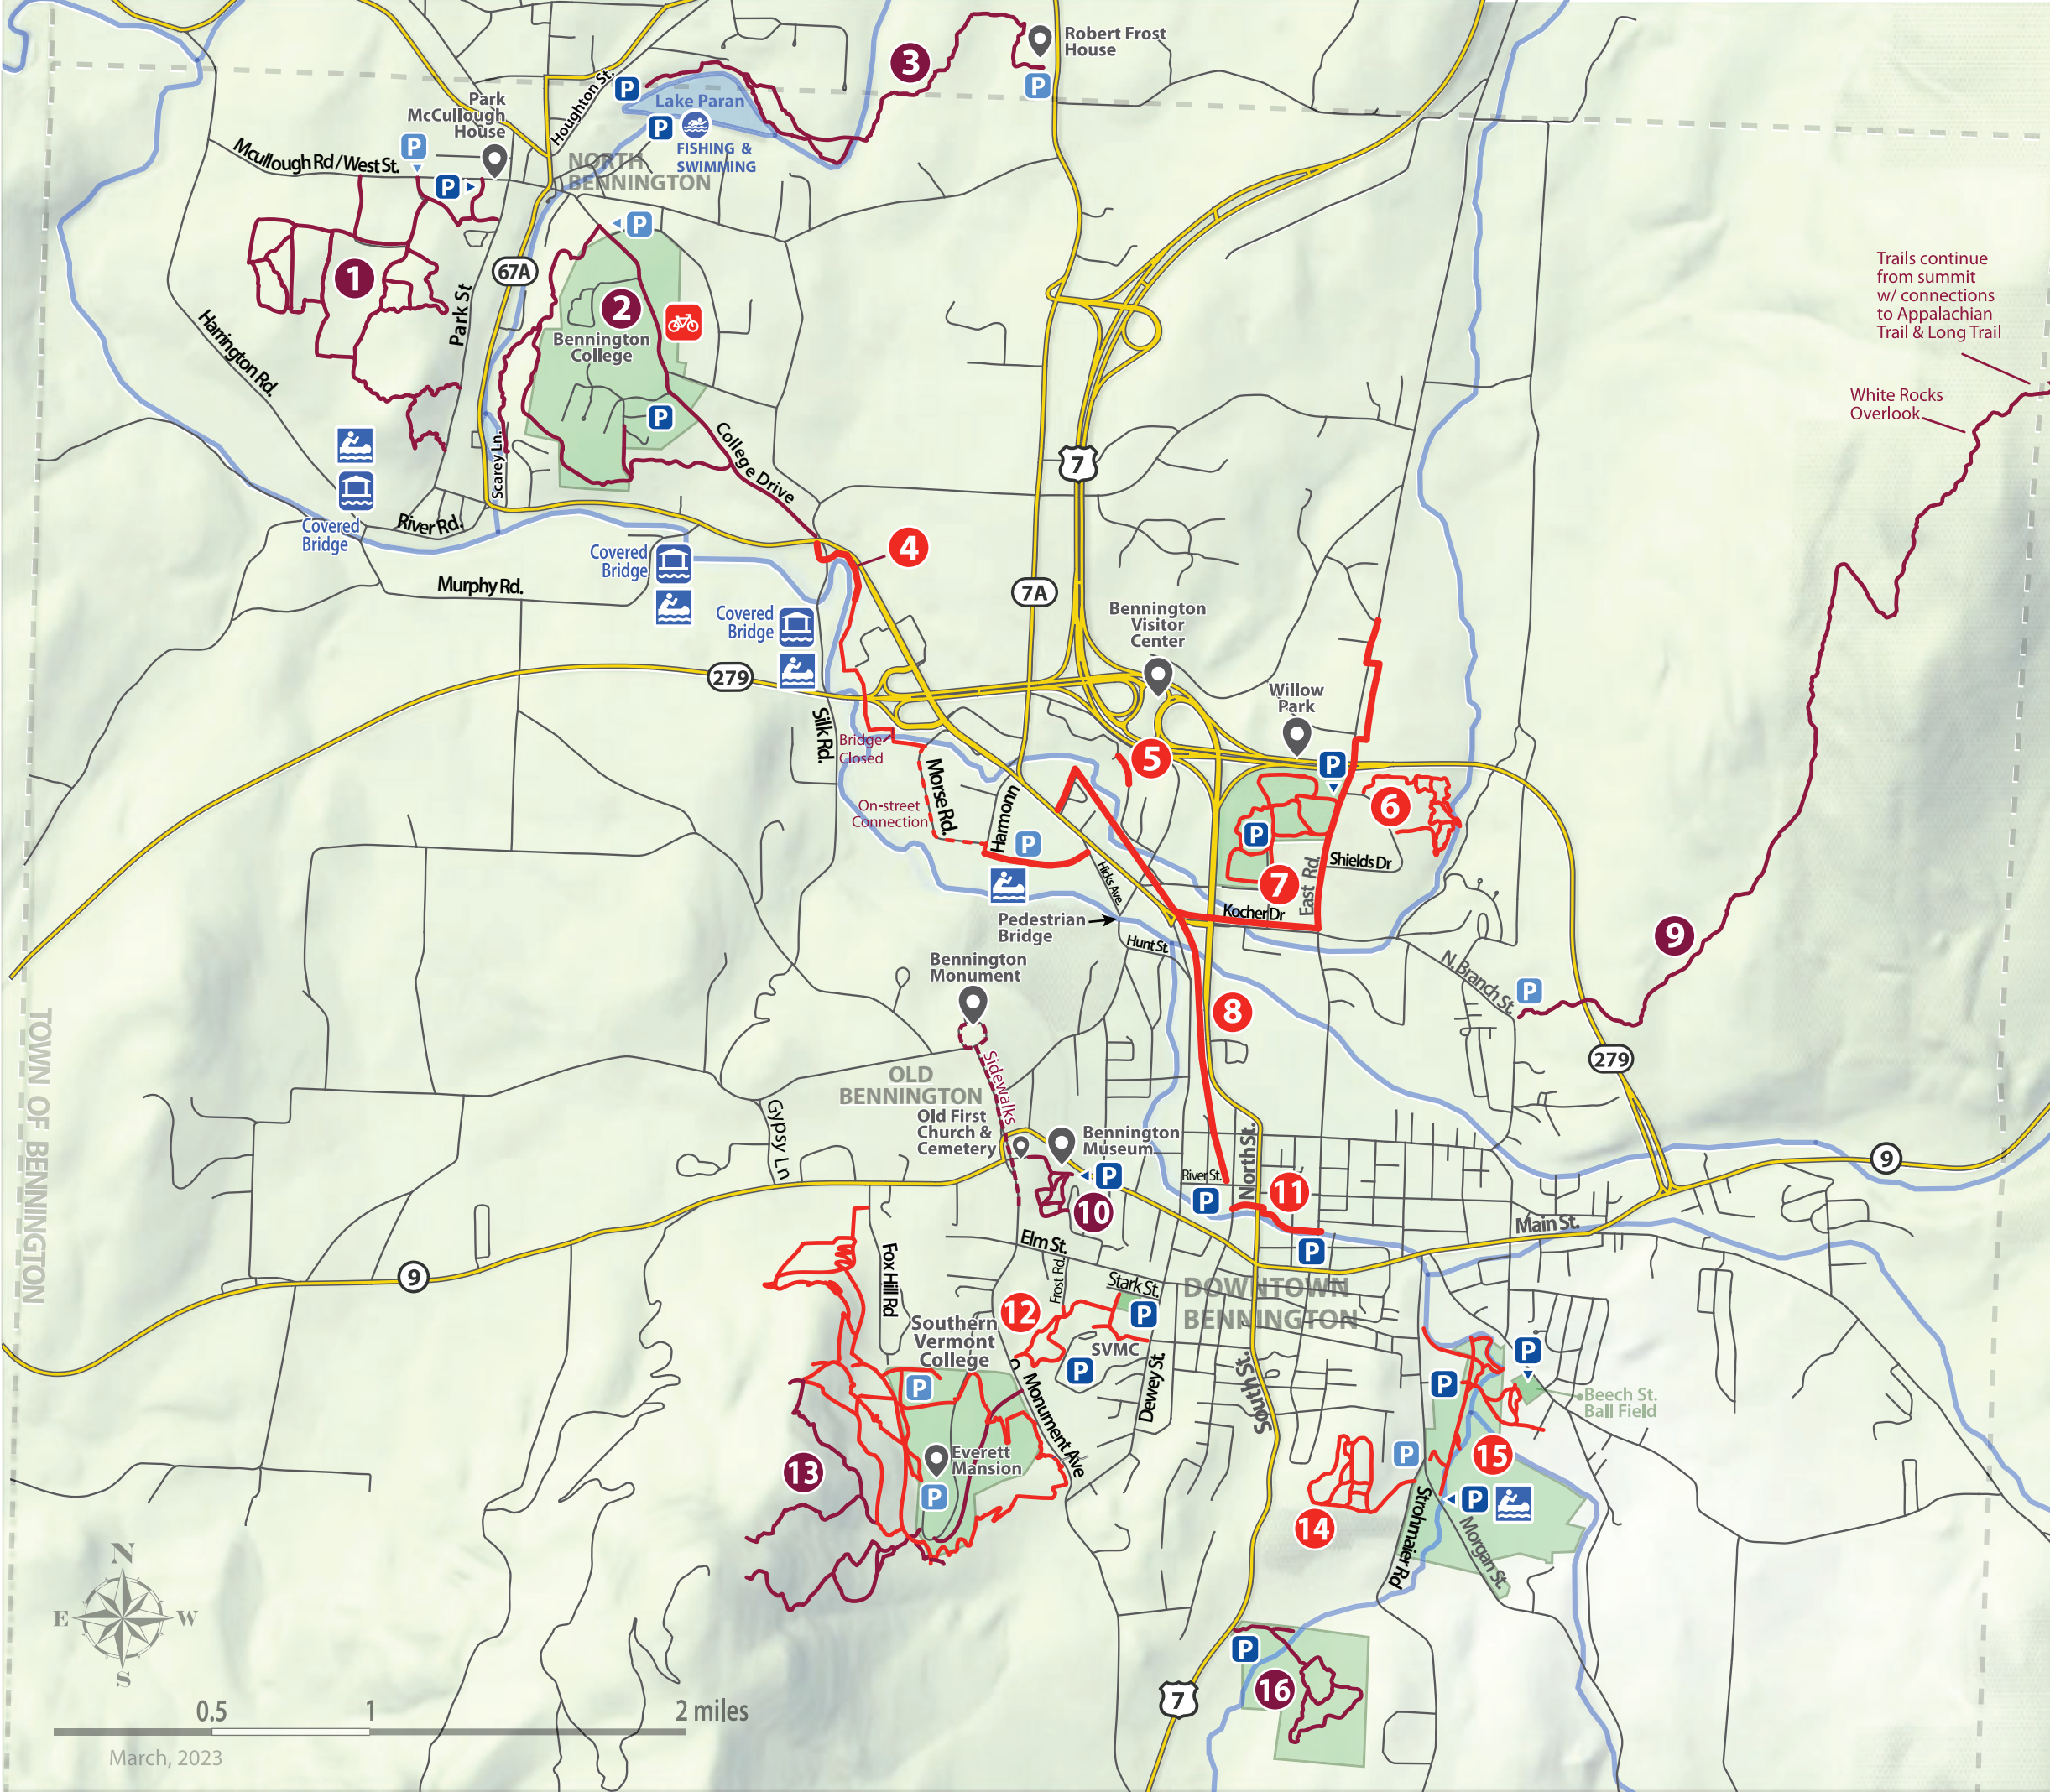 Robert Frost
House
3
P
P
Park
McCullough
House
Houghton St.
Lake Paran
P
FISHING &
SWIMMING
NORTH
BENNINGTON
P
Mcullough Rd / West St.
P
P
1
67A
Park St
Harrington Rd.
2
Bennington
College
P
College Drive
Scarey Ln.
River Rd.
Covered
Bridge
Murphy Rd.
Covered
Bridge
Covered
Bridge
4
7
7A
Trails continue
from summit
w/ connections
to Appalachian
Trail & Long Trail
White Rocks
Overlook
Bennington
Visitor
Center
279
Silk Rd.
Willow
Park
P
Bridge
Closed
Morse Rd.
On-street
Connection
Harmonn
P
5
6
P
7
Shields Dr
East Rd.
Hicks Ave.
Kocher Dr
Pedestrian
Bridge
Hunt St.
9
N. Branch St.
P
Bennington
Monument
8
279
Sidewalks
OLD
BENNINGTON
Gypsy Ln
Old First
Church &
Cemetery
Bennington
Museum
P
10
River St.
P
North St.
11
P
9
Main St.
TOWN OF BENNINGTON
9
Elm St.
Fox Hill Rd
Frost Rd.
Stark St.
P
12
DOWNTOWN
BENNINGTON
Southern
Vermont
College
P
SVMC
P
Dewey St.
South St.
Monument Ave
P
P
Beech St.
Ball Field
13
Everett
Mansion
P
P
15
14
P
Strohmaier Rd
Morgan St.
N
E
W
S
P
16
7
0.5
1
2 miles
March, 2023